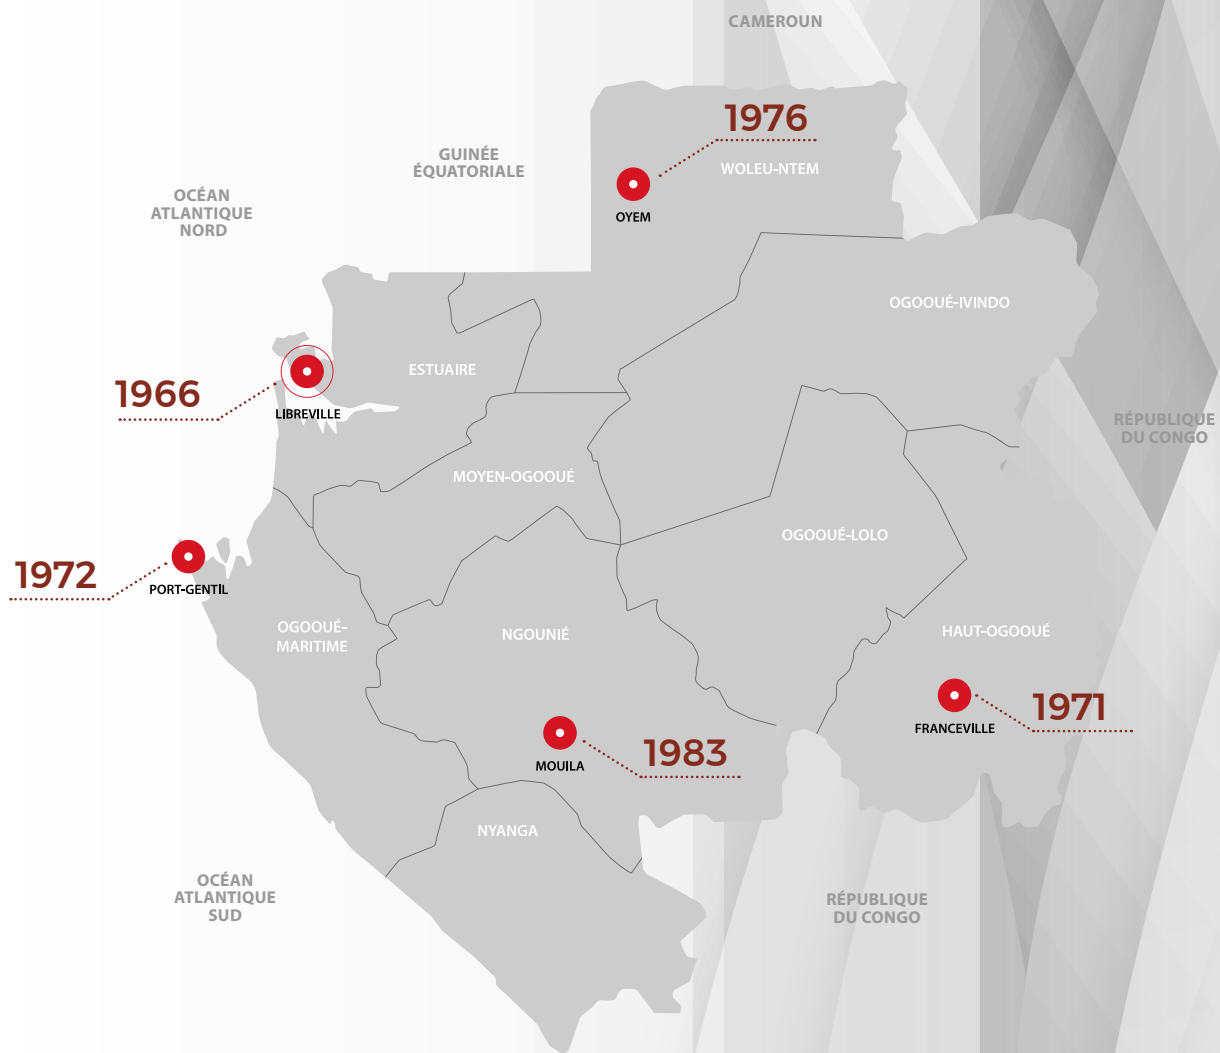 CAMEROUN
1976
GUINÉE
ÉQUATORIALE
WOLEU-NTEM
OCÉAN
ATLANTIQUE
NORD
OYEM
OGOOUÉ-IVINDO
ESTUAIRE
1966
LIBREVILLE
RÉPUBLIQUE
DU CONGO
MOYEN-OGOOUÉ
OGOOUÉ-LOLO
1972
PORT-GENTIL
OGOOUÉ-
MARITIME
NGOUNIÉ
HAUT-OGOOUÉ
1971
FRANCEVILLE
1983
MOUILA
NYANGA
OCÉAN
ATLANTIQUE
SUD
RÉPUBLIQUE
DU CONGO